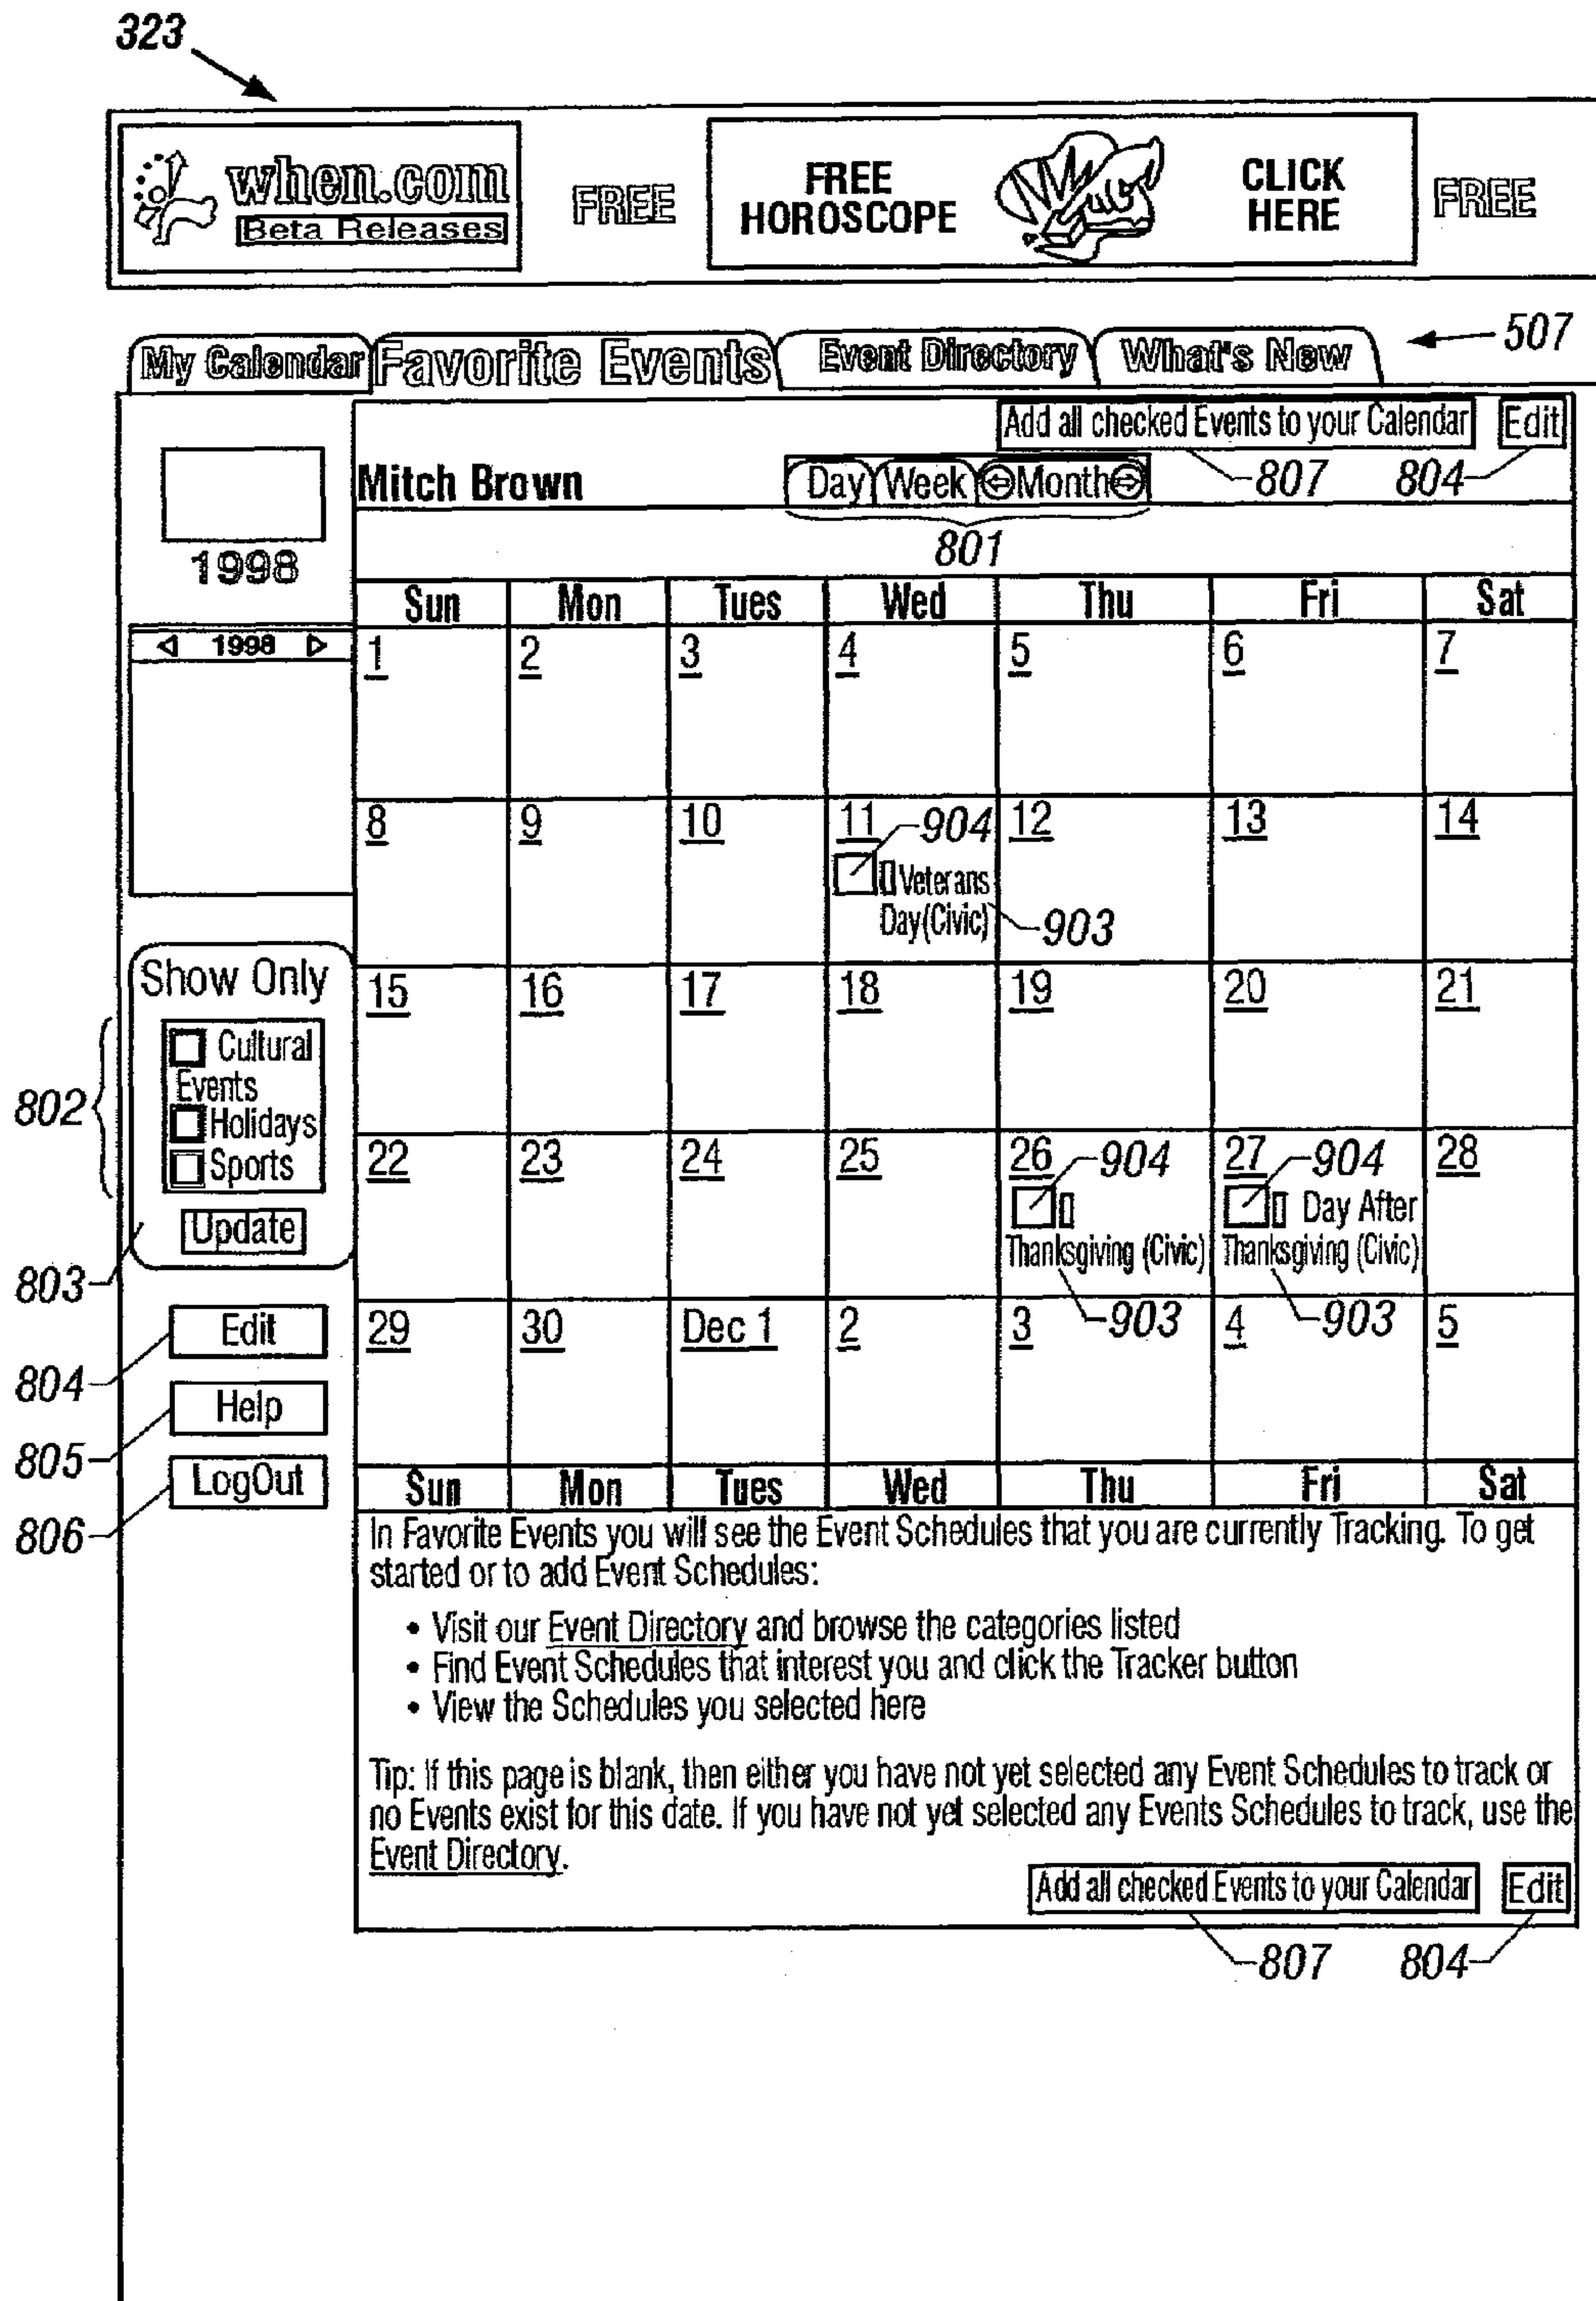 323
when.com
Beta Releases
FREE
FREE HOROSCOPE
CLICK HERE
FREE
My Calendar Favorite Events Event Directory What's New
507
Add all checked Events to your Calendar Edit
Mitch Brown Day Week Month 807 804
801
1998
Sun Mon Tues Wed Thu Fri Sat
1998
1 2 3 4 5 6 7
8 9 10 11 904 12 13 14
Veterans
Day(Civic) 903
Show Only
15 16 17 18 19 20 21
Cultural
Events
Holidays
Sports
802
Update
803
22 23 24 25 26 904 27 904 28
Day After
Thanksgiving (Civic) Thanksgiving (Civic)
903 903
Edit
804
29 30 Dec 1 2 3 4 5
Help
805
LogOut
806
Sun Mon Tues Wed Thu Fri Sat
In Favorite Events you will see the Event Schedules that you are currently Tracking. To get
started or to add Event Schedules:
• Visit our Event Directory and browse the categories listed
• Find Event Schedules that interest you and click the Tracker button
• View the Schedules you selected here
Tip: If this page is blank, then either you have not yet selected any Event Schedules to track or
no Events exist for this date. If you have not yet selected any Events Schedules to track, use the
Event Directory.
Add all checked Events to your Calendar Edit
807 804